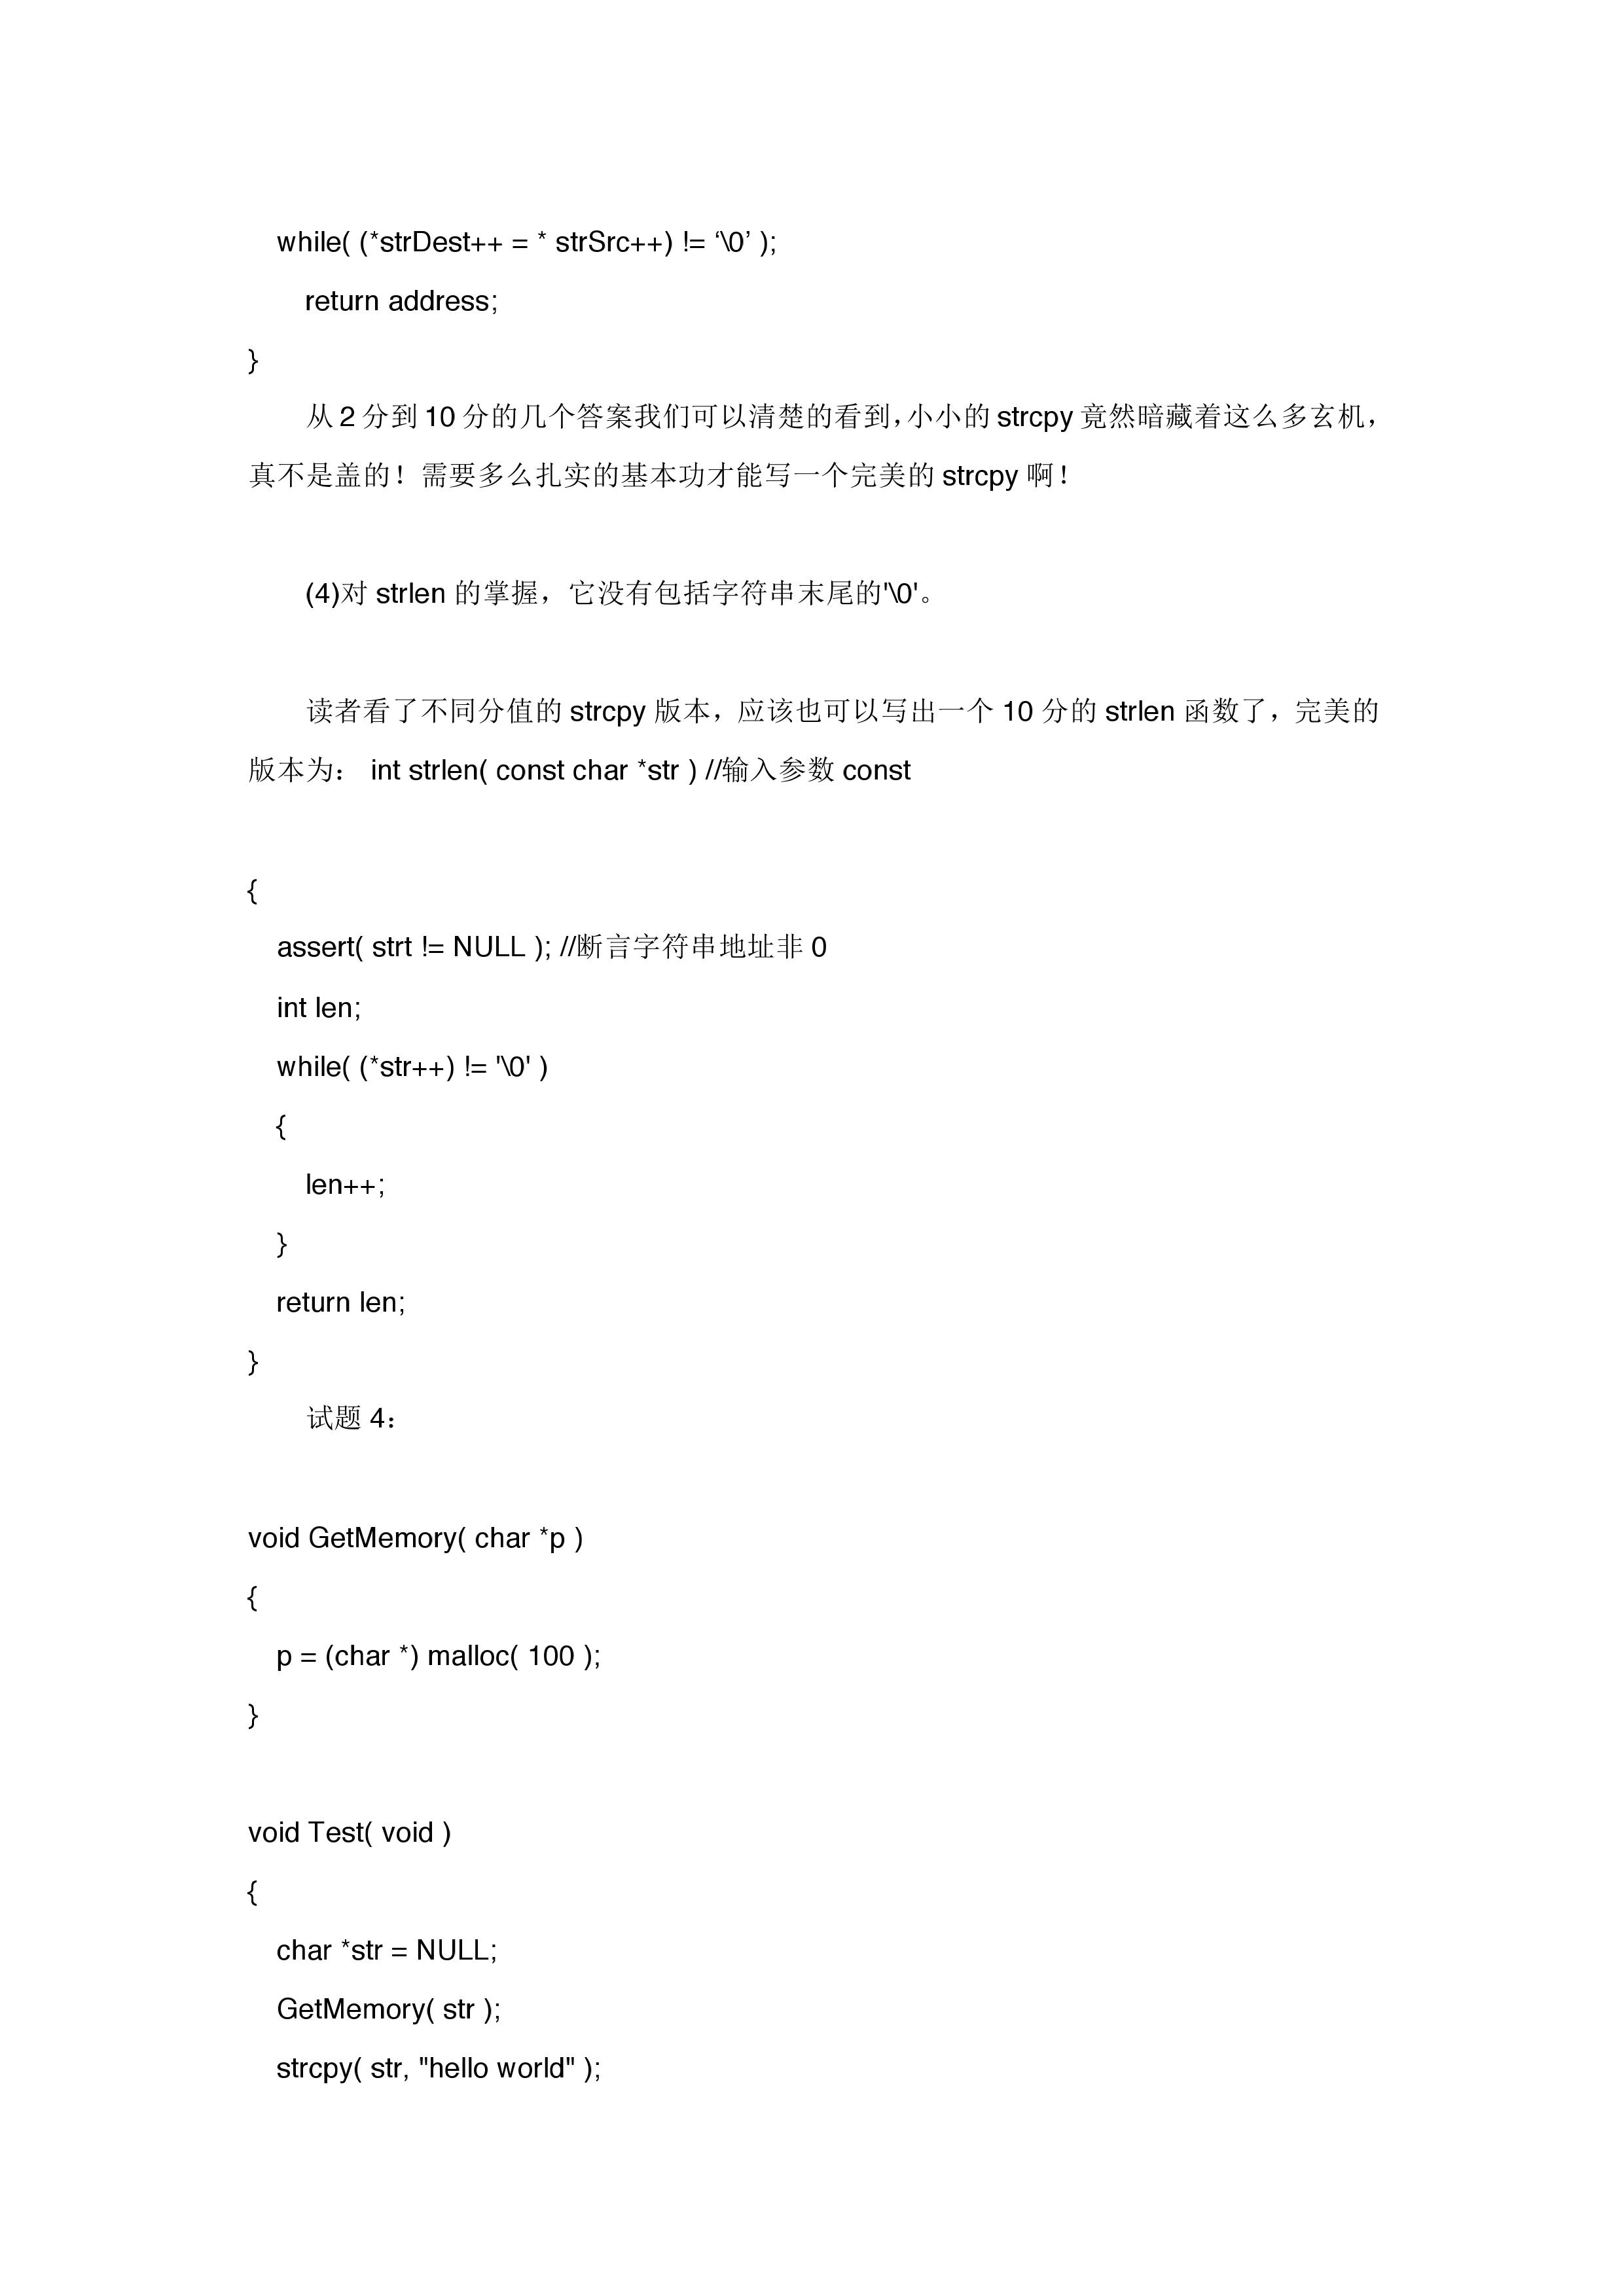 while( (*strDest++ = * strSrc++) != ‘\0’ );
return address;
}
从 2 分到 10 分的几个答案我们可以清楚的看到，小小的 strcpy 竟然暗藏着这么多玄机，
真不是盖的！需要多么扎实的基本功才能写一个完美的 strcpy 啊！
(4)对 strlen 的掌握，它没有包括字符串末尾的'\0'。
读者看了不同分值的 strcpy 版本，应该也可以写出一个 10 分的 strlen 函数了，完美的
版本为： int strlen( const char *str ) //输入参数 const
{
assert( strt != NULL ); //断言字符串地址非 0
int len;
while( (*str++) != '\0' )
{
len++;
}
return len;
}
试题 4：
void GetMemory( char *p )
{
p = (char *) malloc( 100 );
}
void Test( void )
{
char *str = NULL;
GetMemory( str );
strcpy( str, "hello world" );